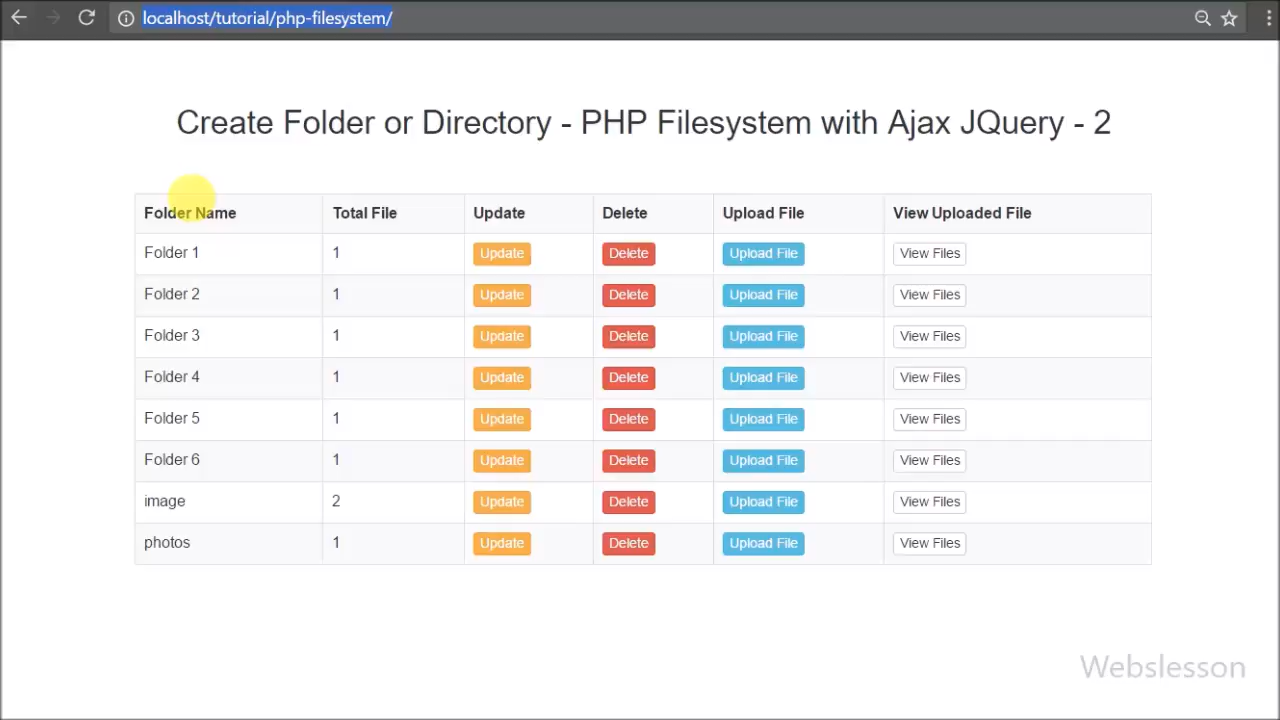 localhost/tutorial/php-filesystem/
Create Folder or Directory - PHP Filesystem with Ajax JQuery - 2
Folder Name Total File Update Delete Upload File View Uploaded File
Folder 1 1 Update Delete Upload File View Files
Folder 2 1 Update Delete Upload File View Files
Folder 3 1 Update Delete Upload File View Files
Folder 4 1 Update Delete Upload File View Files
Folder 5 1 Update Delete Upload File View Files
Folder 6 1 Update Delete Upload File View Files
image 2 Update Delete Upload File View Files
photos 1 Update Delete Upload File View Files
Webslesson